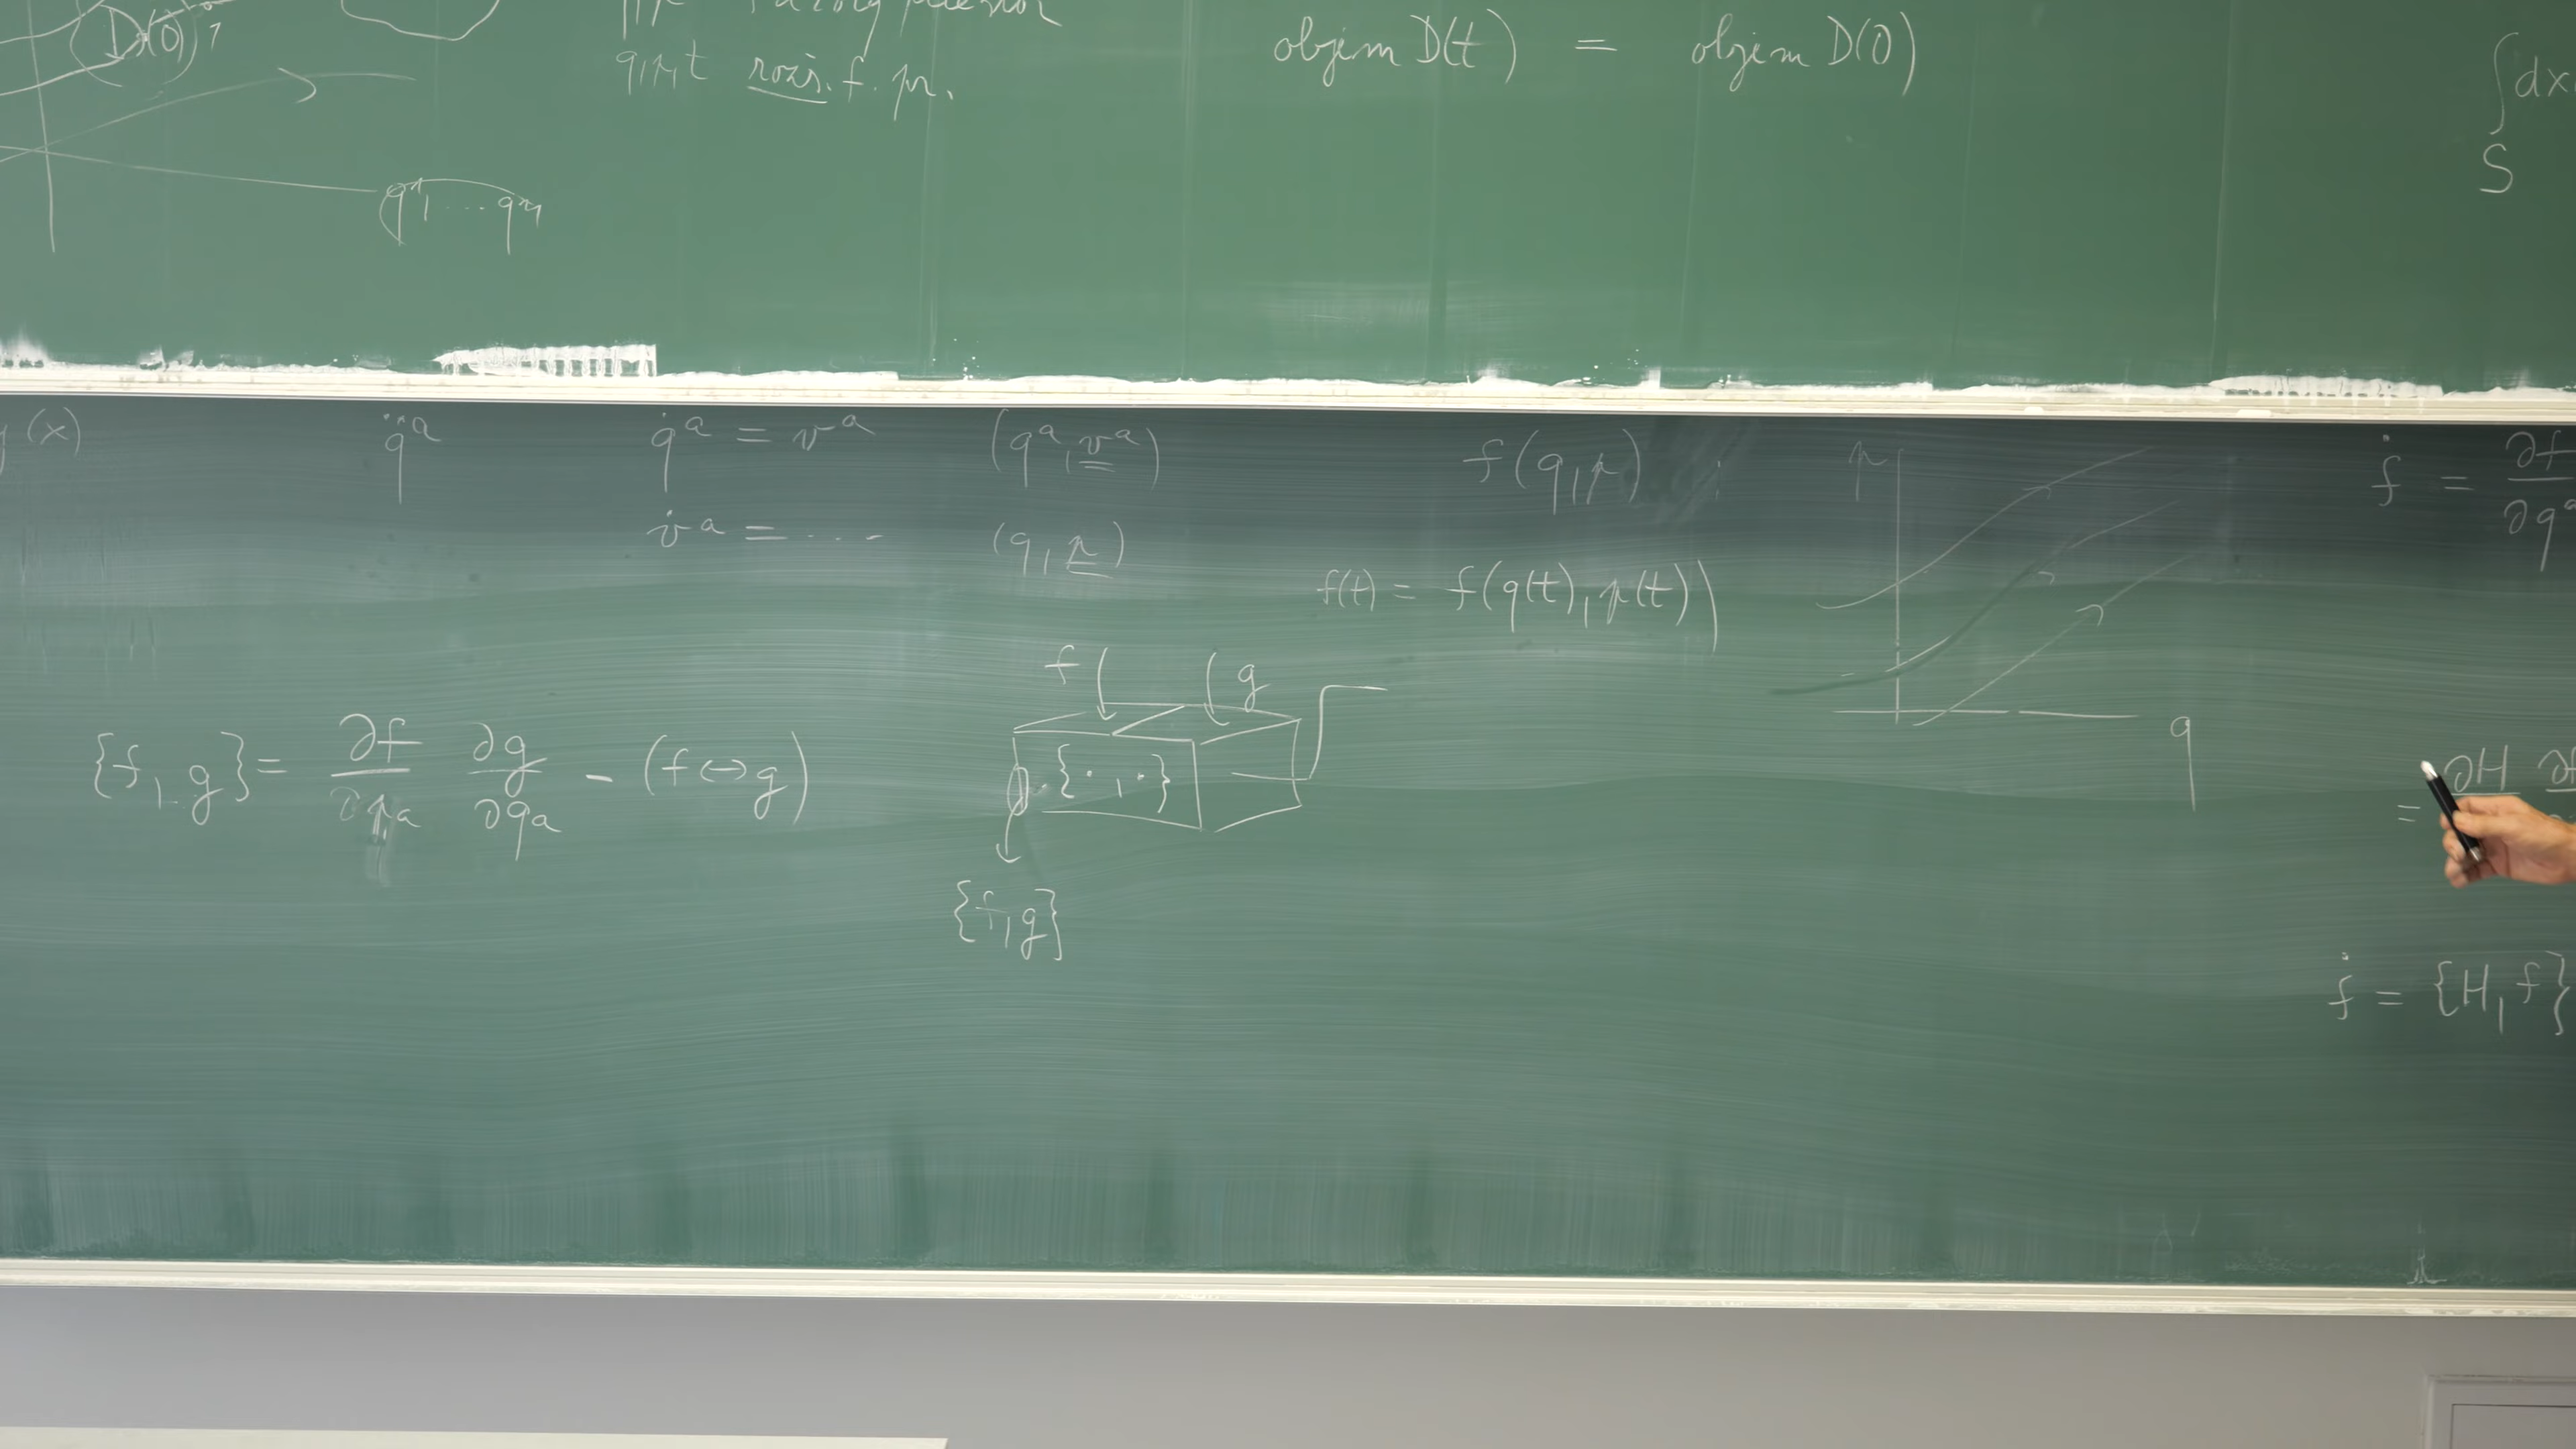 D(0)
q,p,t rozš. f. pr.
q1, ... qn
objem D(t) = objem D(0)
∫dx
S
(x)
q̈ᵃ
q̇ᵃ = vᵃ
v̇ᵃ = ...
(qᵃ, vᵃ)
(q, p)
f(q,p)
f(t) = f(q(t), p(t))
p
q
ḟ = ∂f/∂qᵃ
{f, g} = ∂f/∂pₐ ∂g/∂qₐ - (f↔g)
f
g
{·,·}
{f,g}
= ∂H
ḟ = {H, f}